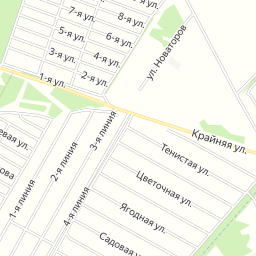 8-я ул.
7-я ул.
6-я ул.
5-я ул.
4-я ул.
3-я ул.
2-я ул.
1-я ул.
ул. Новаторов
Крайняя ул.
Тенистая ул.
Цветочная ул.
Ягодная ул.
Садовая ул.
3-я линия
2-я линия
1-я линия
4-я линия